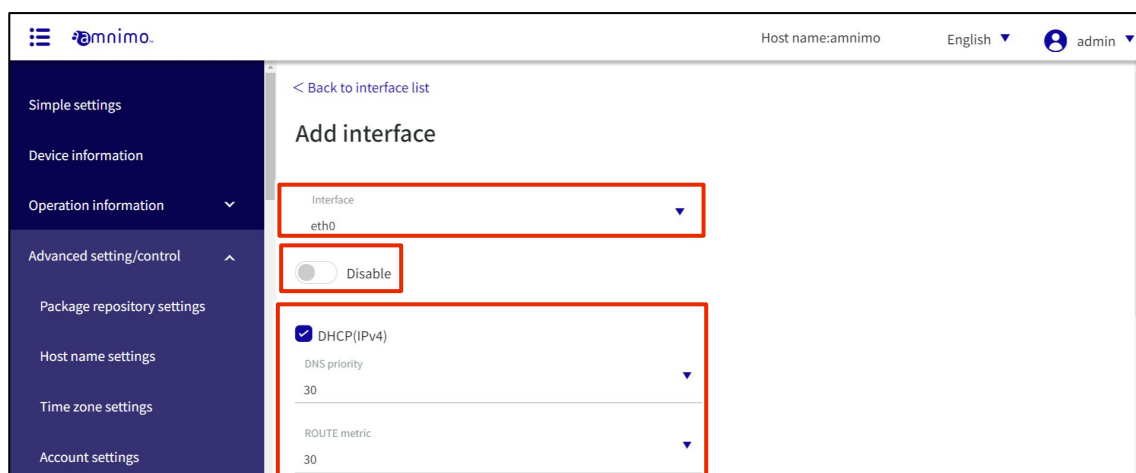 amnimo
Host name:amnimo
English
admin
Simple settings
Device information
Operation information
Advanced setting/control
Package repository settings
Host name settings
Time zone settings
Account settings
< Back to interface list
Add interface
Interface
eth0
Disable
DHCP(IPv4)
DNS priority
30
ROUTE metric
30